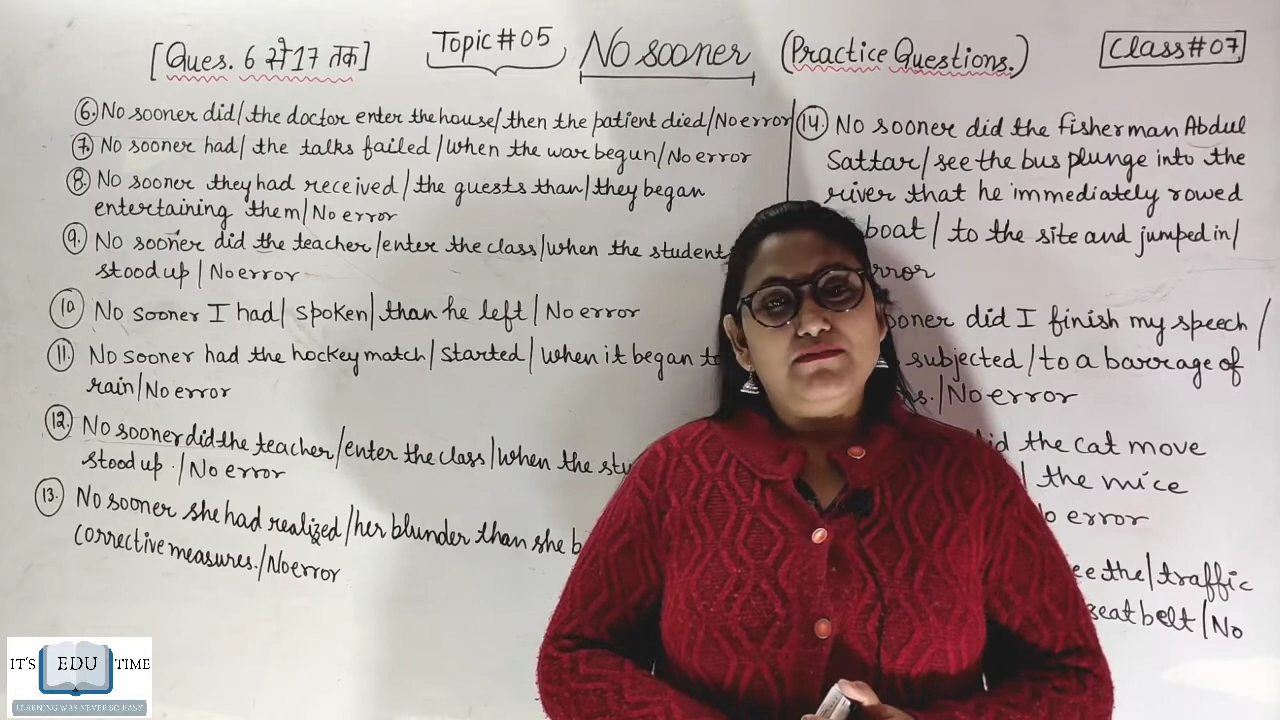 [Ques. 6 से 17 तक]
Topic # 05
No sooner
(Practice Questions.)
Class # 07
6. No sooner did/ the doctor enter the house/ then the patient died/ No error
7. No sooner had/ the talks failed/ when the war begun/ No error
8. No sooner they had received/ the guests than/ they began
entertaining them/ No error
9. No sooner did the teacher/enter the class/when the students
stood up / No error
10. No sooner I had/ spoken/ than he left / No error
11. No sooner had the hockey match/ started/ when it began to
rain/ No error
12. No sooner did the teacher/enter the class/when the
stood up./ No error
13. No sooner she had realized/her blunder than she
corrective measures./No error
14. No sooner did the fisherman Abdul
Sattar/ see the bus plunge into the
river that he immediately rowed
boat/ to the site and jumped in/
did I finish my speech/
subjected/to a barrage of
/No error
the cat move
/ the mice
error
the/traffic
seat belt/No
IT'S EDU TIME
LEARNING WAS NEVER SO EASY